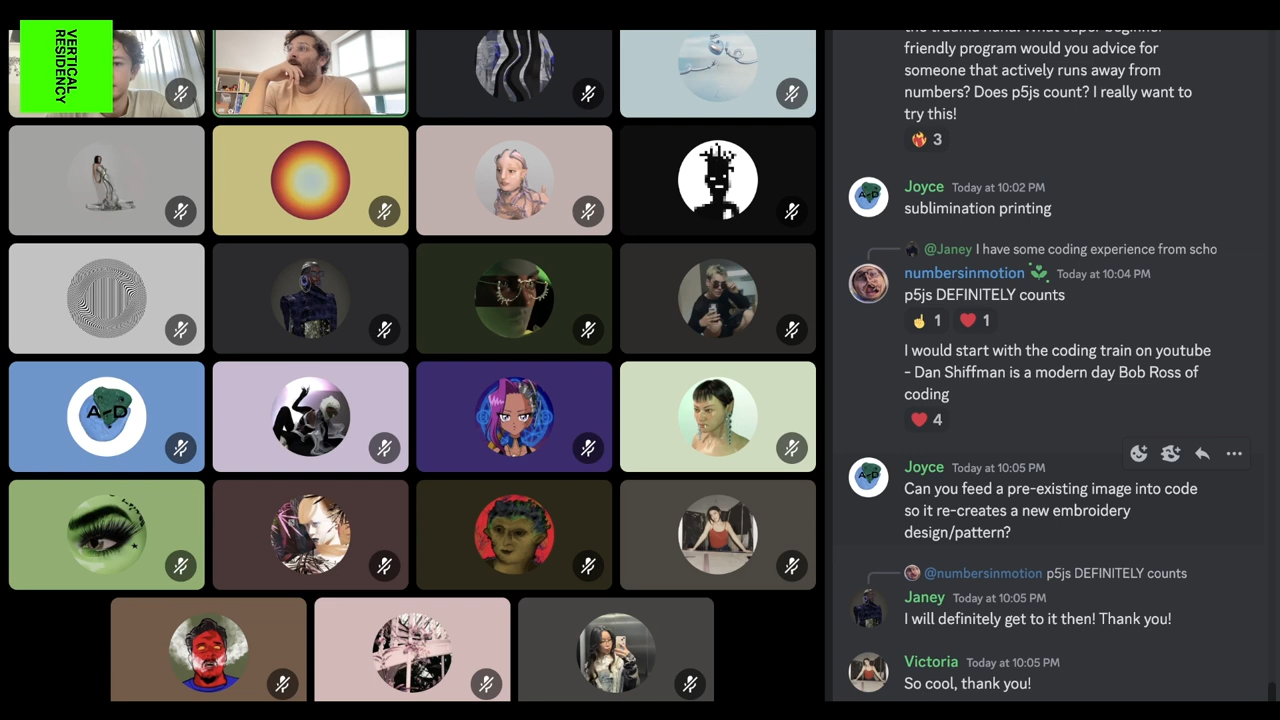 VERTICAL
RESIDENCY
the trauma haha. What super beginner
friendly program would you advice for
someone that actively runs away from
numbers? Does p5js count? I really want to
try this!
3
Joyce Today at 10:02 PM
A-D
sublimination printing
@Janey I have some coding experience from scho
numbersinmotion Today at 10:04 PM
p5js DEFINITELY counts
1 1
I would start with the coding train on youtube
- Dan Shiffman is a modern day Bob Ross of
coding
4
A-D
Joyce Today at 10:05 PM
A-D
Can you feed a pre-existing image into code
so it re-creates a new embroidery
design/pattern?
@numbersinmotion p5js DEFINITELY counts
Janey Today at 10:05 PM
I will definitely get to it then! Thank you!
Victoria Today at 10:05 PM
So cool, thank you!